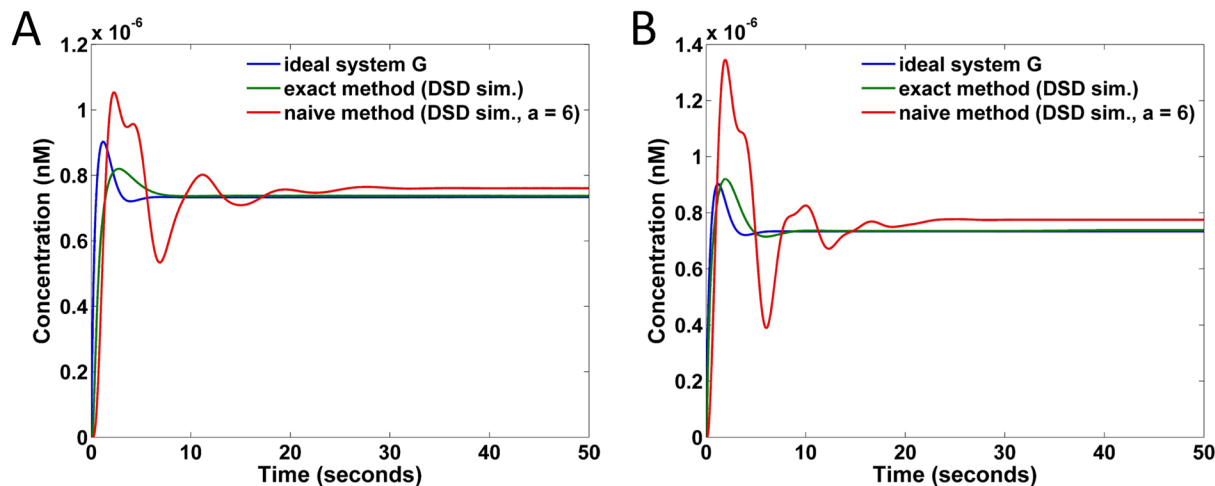 A
× 10⁻⁶
1.2
1
0.8
0.6
0.4
0.2
0
Concentration (nM)
ideal system G
exact method (DSD sim.)
naive method (DSD sim., a = 6)
0 10 20 30 40 50
Time (seconds)
B
× 10⁻⁶
1.4
1.2
1
0.8
0.6
0.4
0.2
0
Concentration (nM)
ideal system G
exact method (DSD sim.)
naive method (DSD sim., a = 6)
0 10 20 30 40 50
Time (seconds)